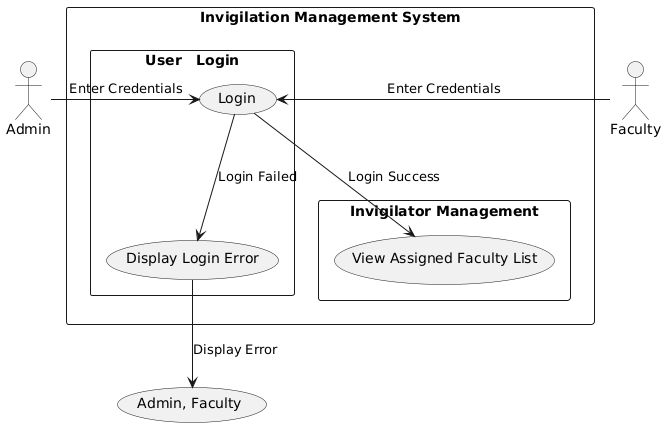 Invigilation Management System
User Login
Enter Credentials
Enter Credentials
Login
Admin
Faculty
Login Failed
Login Success
Invigilator Management
Display Login Error
View Assigned Faculty List
Display Error
Admin, Faculty